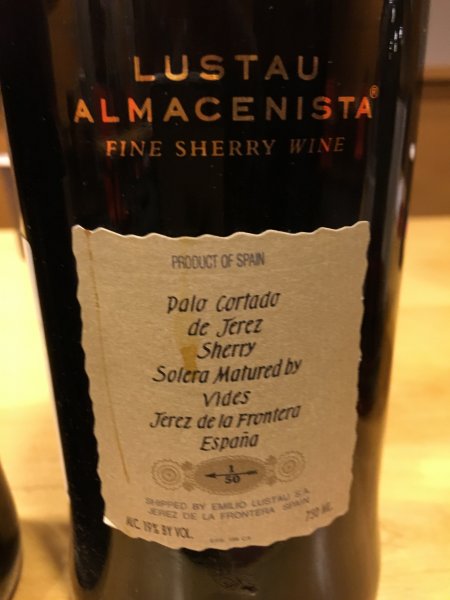 LUSTAU
ALMACENISTA®
FINE SHERRY WINE
PRODUCT OF SPAIN
Palo Cortado
de Jerez
Sherry
Solera Matured by
Vides
Jerez de la Frontera
España
1
50
SHIPPED BY EMILIO LUSTAU S.A.
JEREZ DE LA FRONTERA SPAIN
ALC. 19% BY VOL. 750 ML.